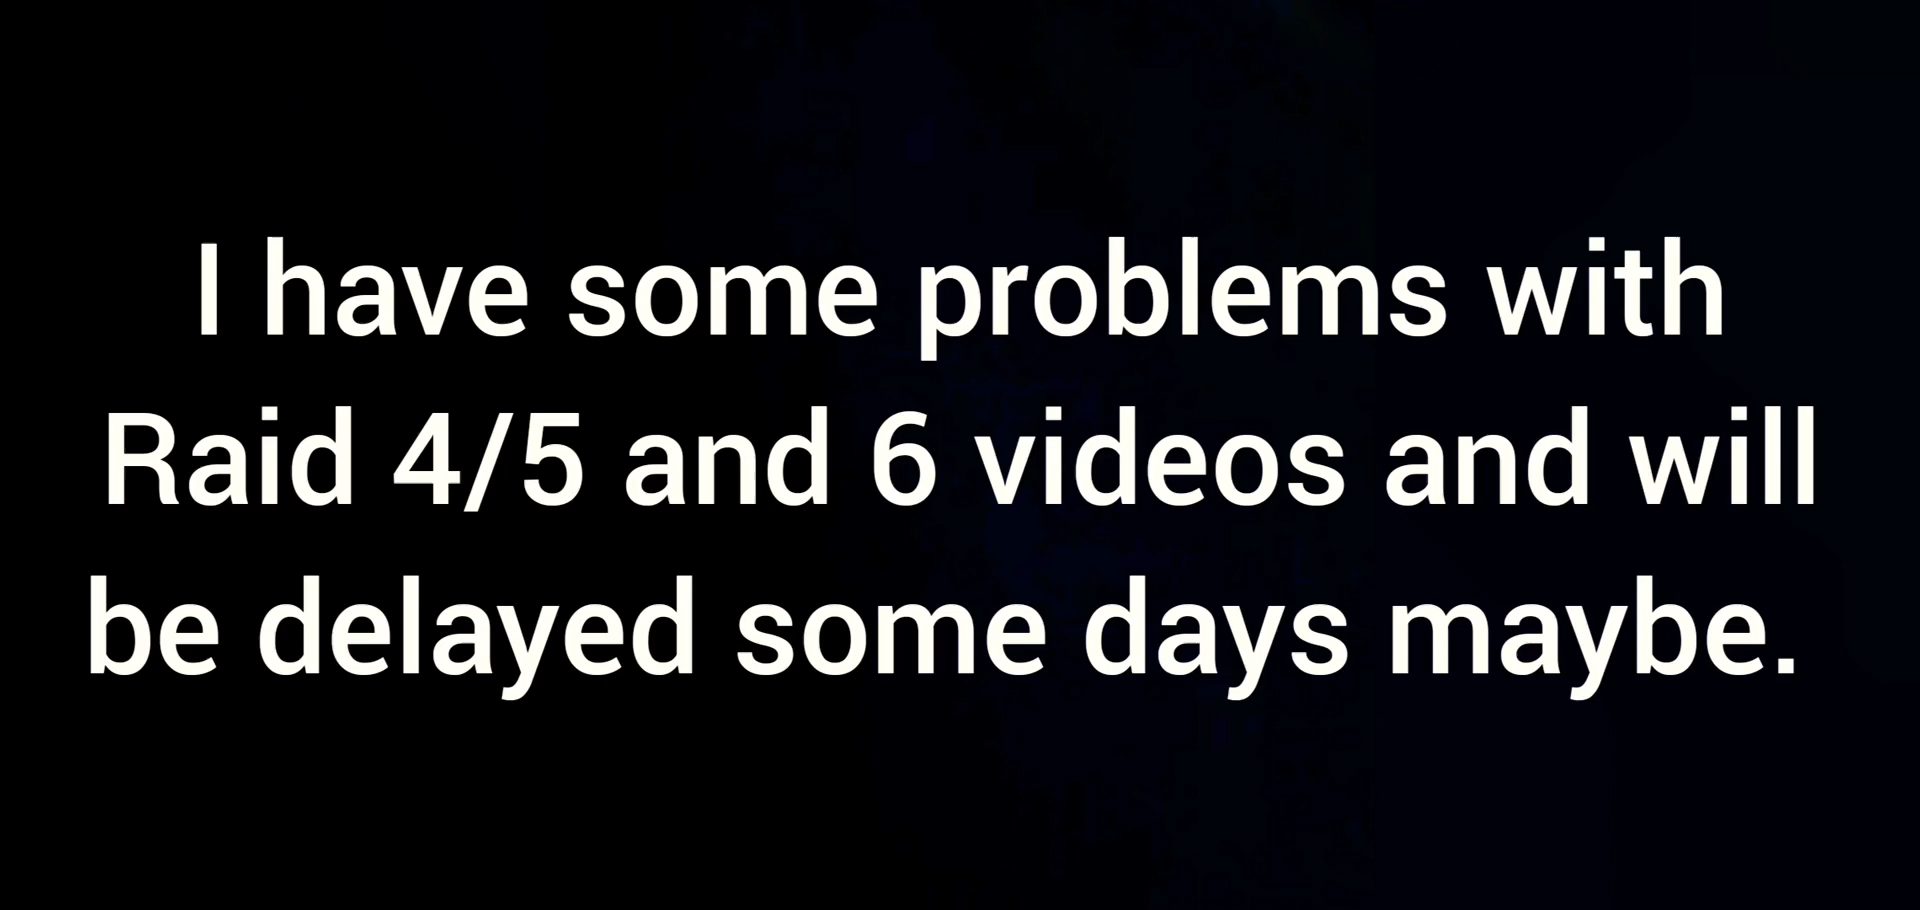 I have some problems with
Raid 4/5 and 6 videos and will
be delayed some days maybe.